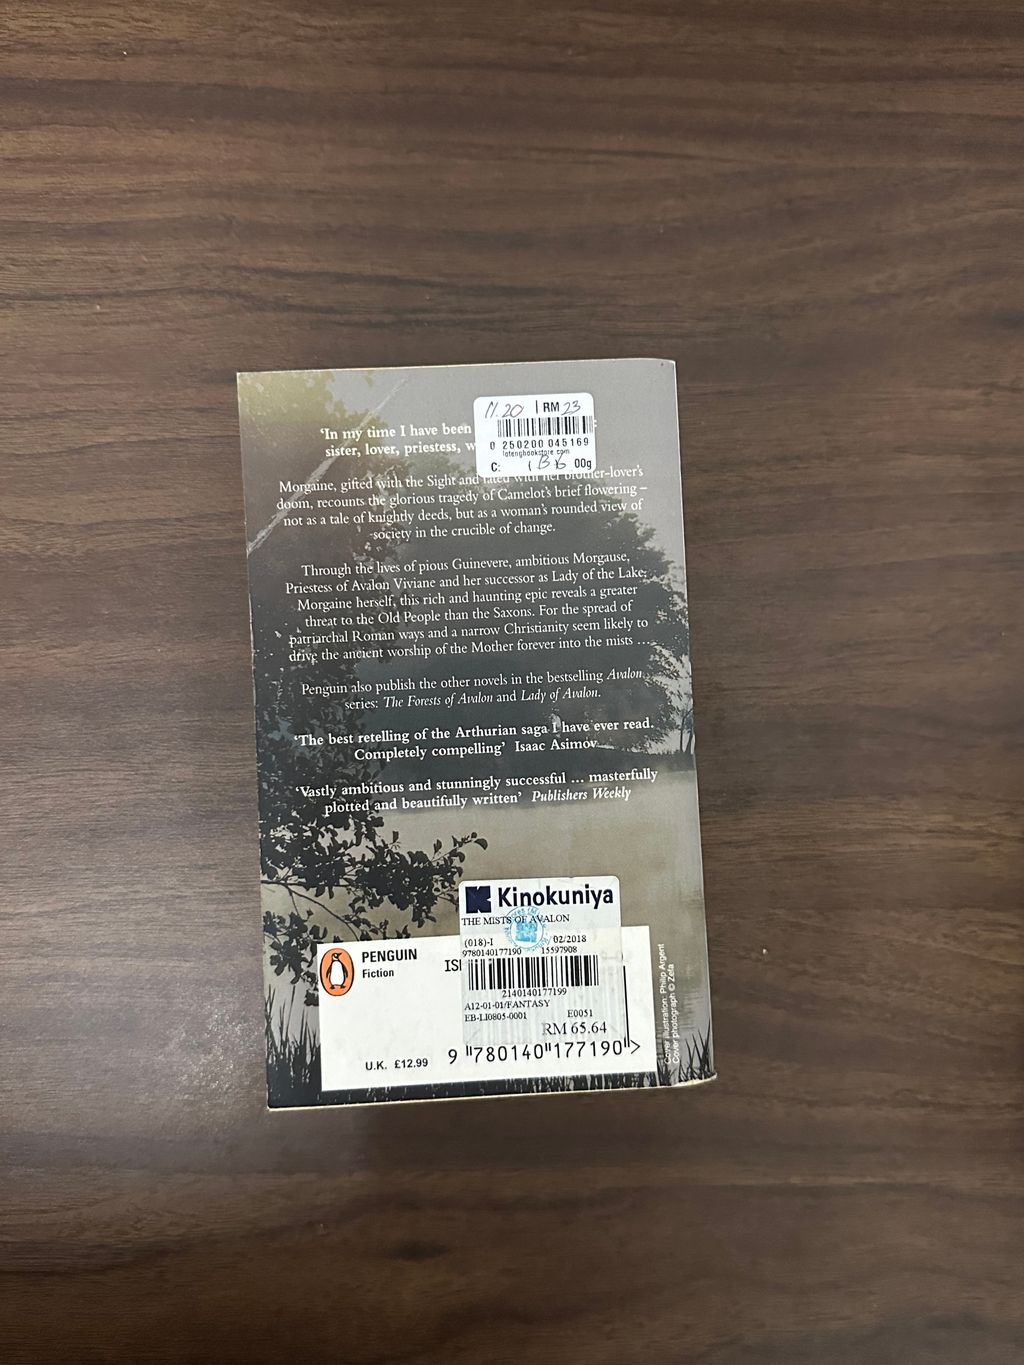 11.20 | RM 23
0 250200 045169
C:
00g
'In my time I have been
sister, lover, priestess, w
Morgaine, gifted with the Sight and fated with her brother-lover's
doom, recounts the glorious tragedy of Camelot's brief flowering –
not as a tale of knightly deeds, but as a woman's rounded view of
society in the crucible of change.
Through the lives of pious Guinevere, ambitious Morgause,
Priestess of Avalon Viviane and her successor as Lady of the Lake,
Morgaine herself, this rich and haunting epic reveals a greater
threat to the Old People than the Saxons. For the spread of
patriarchal Roman ways and a narrow Christianity seem likely to
drive the ancient worship of the Mother forever into the mists ...
Penguin also publish the other novels in the bestselling Avalon
series: The Forests of Avalon and Lady of Avalon.
'The best retelling of the Arthurian saga I have ever read.
Completely compelling' Isaac Asimov
'Vastly ambitious and stunningly successful ... masterfully
plotted and beautifully written' Publishers Weekly
Kinokuniya
THE MISTS OF AVALON
(018)-I 02/2018
9780140177190 15597908
2140140177199
A12-01-01/FANTASY
EB-LI0805-0001 E0051
RM 65.64
PENGUIN
Fiction
ISI
U.K. £12.99
9 780140 177190 >
Cover illustration: Philip Argent
Cover photograph © Zefa